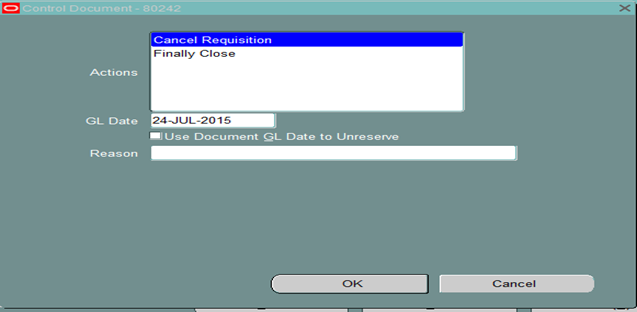 Control Document - 80242
Cancel Requisition
Finally Close
Actions
GL Date 24-JUL-2015
Use Document GL Date to Unreserve
Reason
OK Cancel